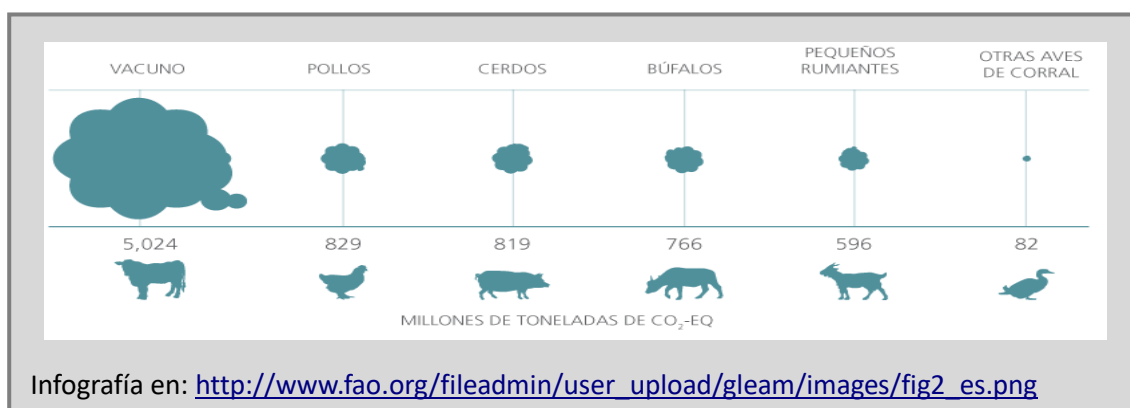 VACUNO POLLOS CERDOS BÚFALOS PEQUEÑOS RUMIANTES OTRAS AVES DE CORRAL
5,024 829 819 766 596 82
MILLONES DE TONELADAS DE CO₂-EQ
Infografía en: http://www.fao.org/fileadmin/user_upload/gleam/images/fig2_es.png